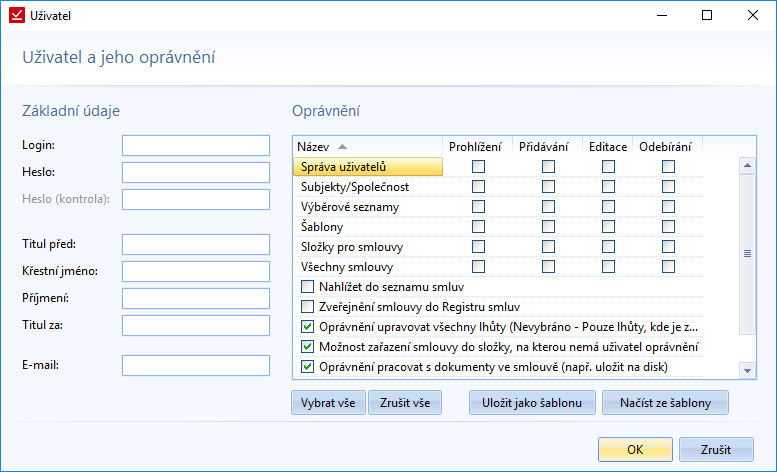 Uživatel
Uživatel a jeho oprávnění
Základní údaje
Login:
Heslo:
Heslo (kontrola):
Titul před:
Křestní jméno:
Příjmení:
Titul za:
E-mail:
Oprávnění
Název Prohlížení Přidávání Editace Odebírání
Správa uživatelů
Subjekty/Společnost
Výběrové seznamy
Šablony
Složky pro smlouvy
Všechny smlouvy
Nahlížet do seznamu smluv
Zveřejnění smlouvy do Registru smluv
Oprávnění upravovat všechny lhůty (Nevybráno - Pouze lhůty, kde je z...
Možnost zařazení smlouvy do složky, na kterou nemá uživatel oprávnění
Oprávnění pracovat s dokumenty ve smlouvě (např. uložit na disk)
Vybrat vše Zrušit vše Uložit jako šablonu Načíst ze šablony
OK Zrušit